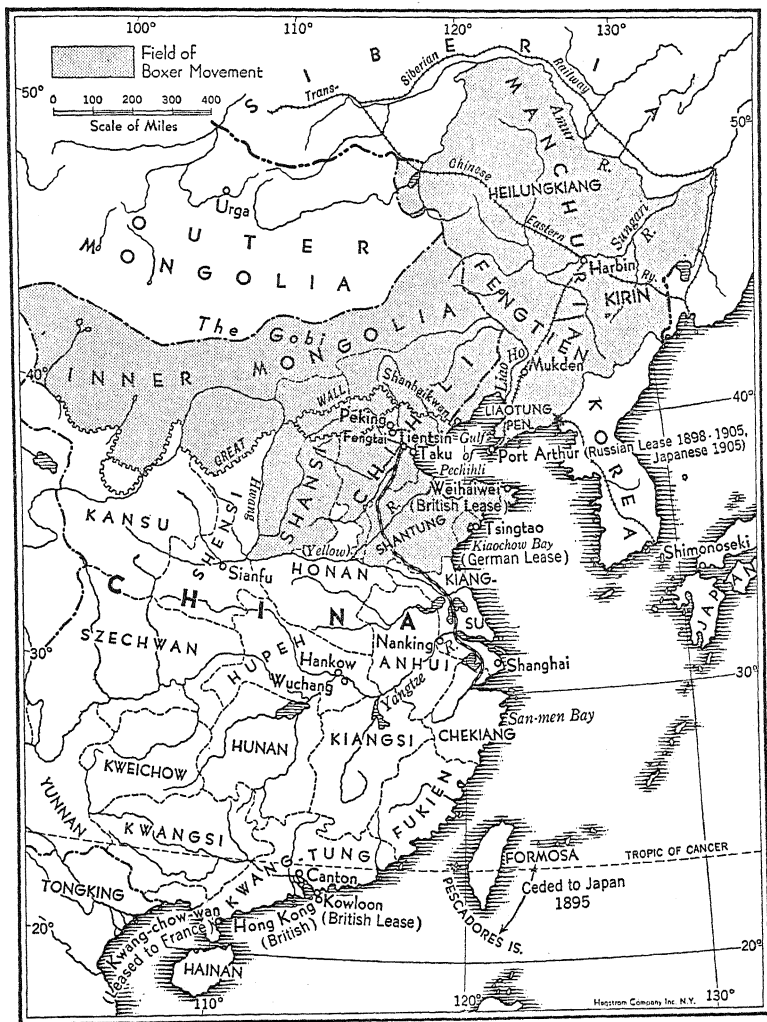 100°
110°
120°
130°
Field of
Boxer Movement
0 100 200 300 400
Scale of Miles
50°
50°
SIBERIA
Trans-
Siberian
Railway
MANCHURIA
Amur
R.
Chinese
HEILUNGKIANG
Eastern
Sungari
R.
Ry.
Urga
OUTER
MONGOLIA
Harbin
KIRIN
FENGTIEN
The Gobi
INNER MONGOLIA
40°
40°
Liao Ho
Mukden
WALL
GREAT
Shanhaikwan
CHIHLI
LIAOTUNG
PEN.
KOREA
Peking
Fengtai
Tientsin
Taku
Gulf
of
Pechihli
Port Arthur (Russian Lease 1898-1905,
Japanese 1905)
Weihaiwei
(British Lease)
SHANSI
Hwang
R.
(Yellow)
SHANTUNG
Tsingtao
Kiaochow Bay
(German Lease)
KANSU
SHENSI
Sianfu
HONAN
KIANG-
SU
Shimonoseki
JAPAN
CHINA
SZECHWAN
HUPEH
Nanking
ANHUI
R.
Yangtze
Hankow
Wuchang
Shanghai
30°
30°
San-men Bay
CHEKIANG
HUNAN
KIANGSI
KWEICHOW
FUKIEN
YUNNAN
KWANGSI
KWANG TUNG
Canton
Kowloon
(British Lease)
Hong Kong
(British)
FORMOSA
TROPIC OF CANCER
Ceded to Japan
1895
PESCADORES IS.
TONGKING
Kwang-chow-wan
(Leased to France)
HAINAN
20°
20°
110°
120°
130°
Hagstrom Company Inc. N.Y.